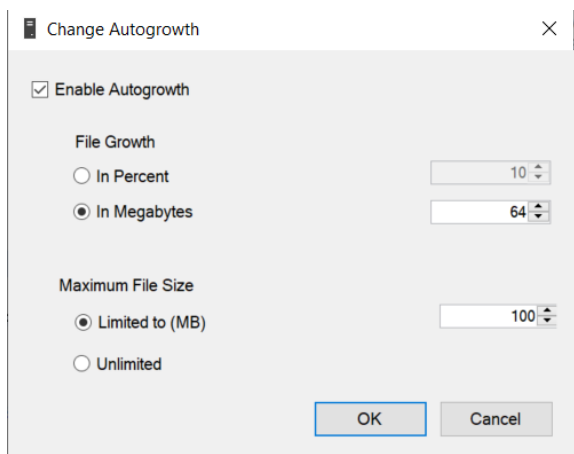 Change Autogrowth
Enable Autogrowth
File Growth
In Percent 10
In Megabytes 64
Maximum File Size
Limited to (MB) 100
Unlimited
OK Cancel